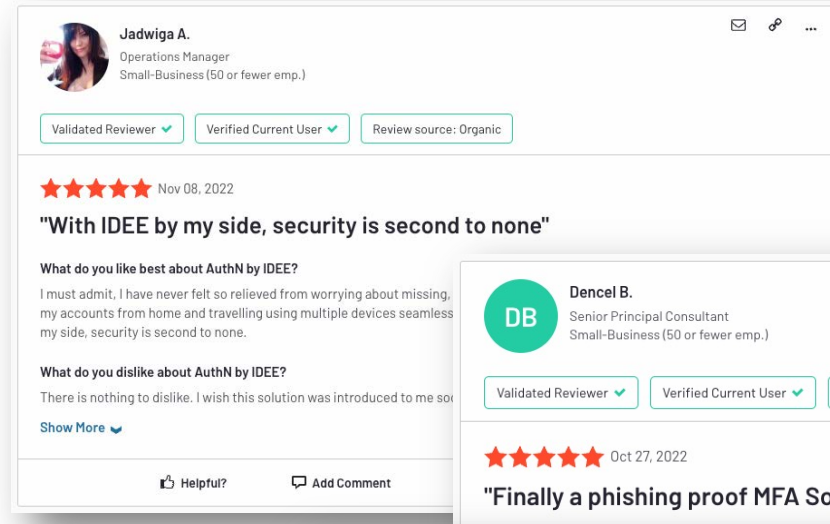 Jadwiga A.
Operations Manager
Small-Business (50 or fewer emp.)
Validated Reviewer
Verified Current User
Review source: Organic
Nov 08, 2022
"With IDEE by my side, security is second to none"
What do you like best about AuthN by IDEE?
I must admit, I have never felt so relieved from worrying about missing,
my accounts from home and travelling using multiple devices seamless
my side, security is second to none.
What do you dislike about AuthN by IDEE?
There is nothing to dislike. I wish this solution was introduced to me
Show More
Helpful?
Add Comment
DB
Dencel B.
Senior Principal Consultant
Small-Business (50 or fewer emp.)
Validated Reviewer
Verified Current User
Oct 27, 2022
"Finally a phishing proof MFA So